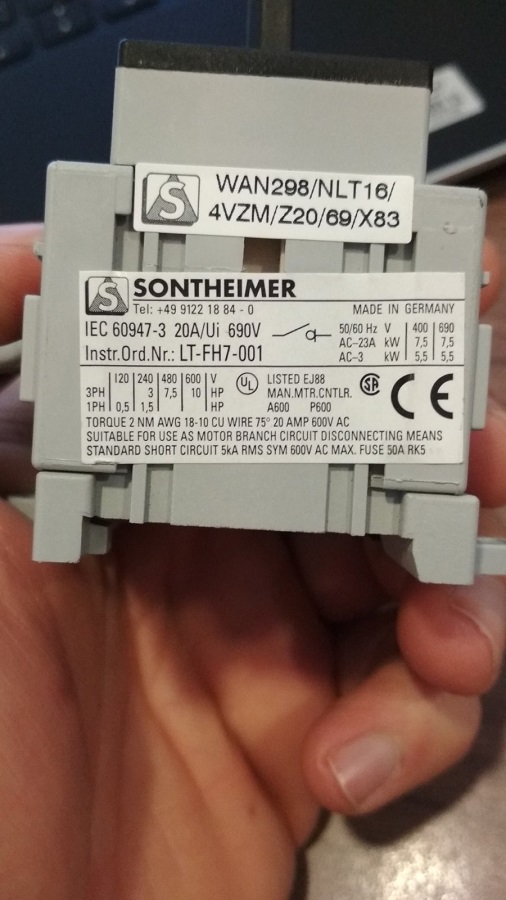 S WAN298/NLT16/
4VZM/Z20/69/X83
S SONTHEIMER
Tel: +49 9122 18 84 - 0 MADE IN GERMANY
IEC 60947-3 20A/Ui 690V 50/60 Hz V 400 690
AC-23A kW 7,5 7,5
Instr.Ord.Nr.: LT-FH7-001 AC-3 kW 5,5 5,5
120 240 480 600 V UL LISTED EJ88 SA CE
3PH 3 7,5 10 HP MAN.MTR.CNTLR.
1PH 0,5 1,5 HP A600 P600
TORQUE 2 NM AWG 18-10 CU WIRE 75° 20 AMP 600V AC
SUITABLE FOR USE AS MOTOR BRANCH CIRCUIT DISCONNECTING MEANS
STANDARD SHORT CIRCUIT 5kA RMS SYM 600V AC MAX. FUSE 50A RK5